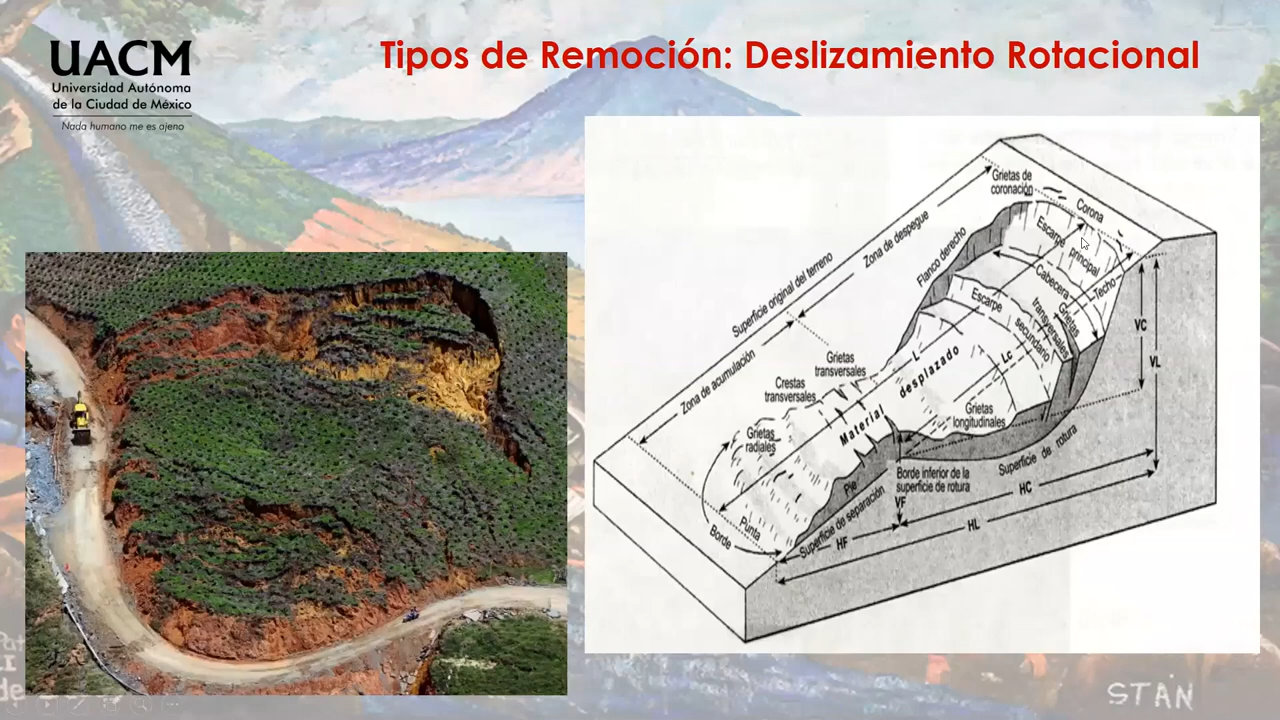 UACM
Universidad Autónoma
de la Ciudad de México
Nada humano me es ajeno
Tipos de Remoción: Deslizamiento Rotacional
Grietas de
coronación
Corona
Escarpe
principal
Zona de despegue
Flanco derecho
Superficie original del terreno
Cabecera
Techo
Grietas
transversales
Escarpe
secundario
VC
VL
Zona de acumulación
Grietas
transversales
L
Lc
Crestas
transversales
Material desplazado
Grietas
longitudinales
Grietas
radiales
Superficie de rotura
Borde inferior de la
superficie de rotura
Pie
VF
HC
Superficie de separación
HL
Punta
Borde
HF
STAN